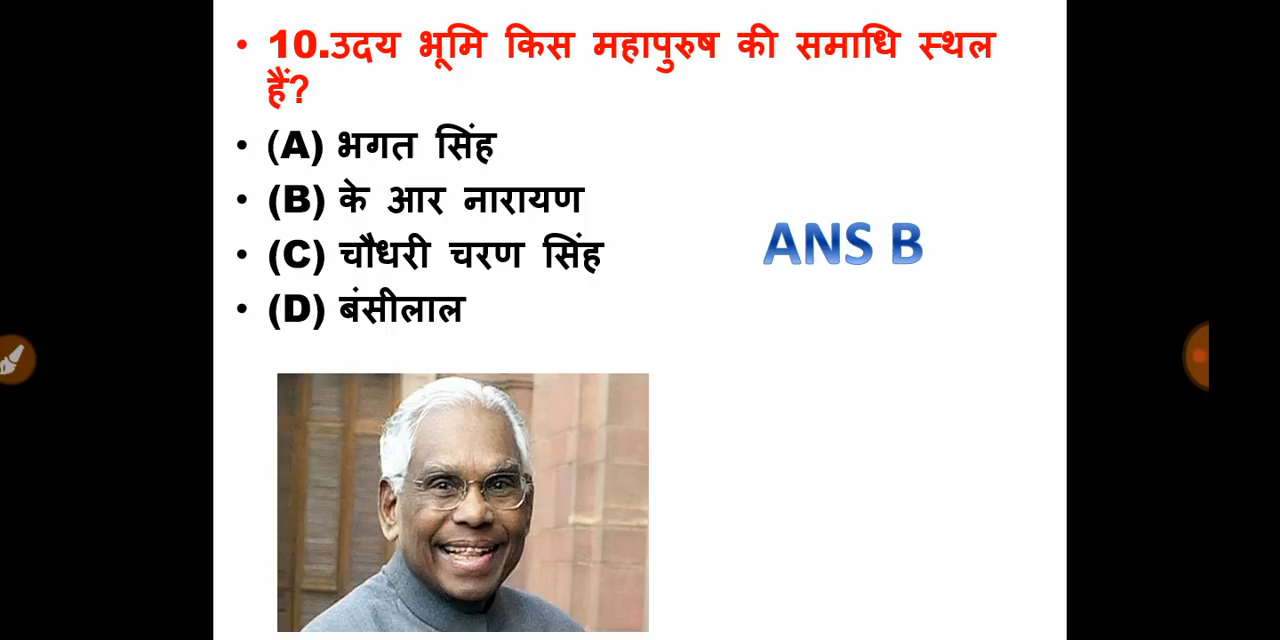 • 10.उदय भूमि किस महापुरुष की समाधि स्थल
हैं?
• (A) भगत सिंह
• (B) के आर नारायण
• (C) चौधरी चरण सिंह
• (D) बंसीलाल
ANS B